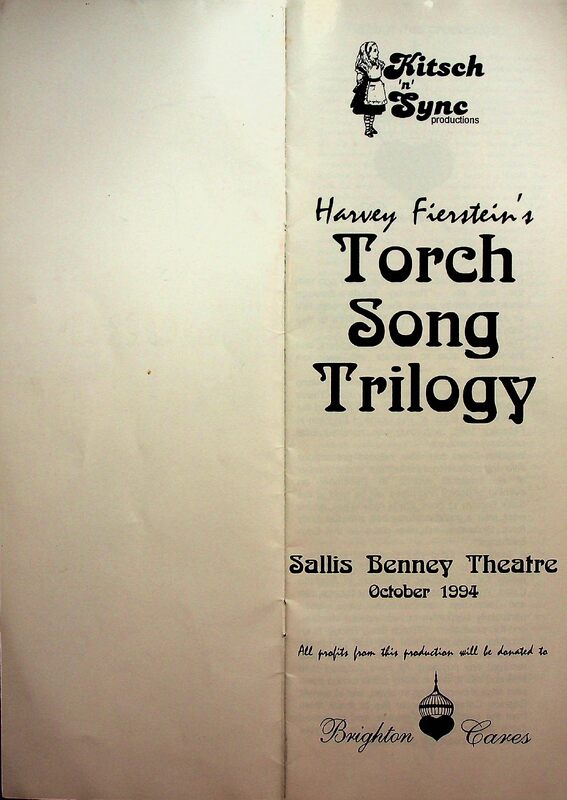 Kitsch
'n'
Sync
productions
Harvey Fierstein's
Torch
Song
Trilogy
Sallis Benney Theatre
October 1994
All profits from this production will be donated to
Brighton Cares